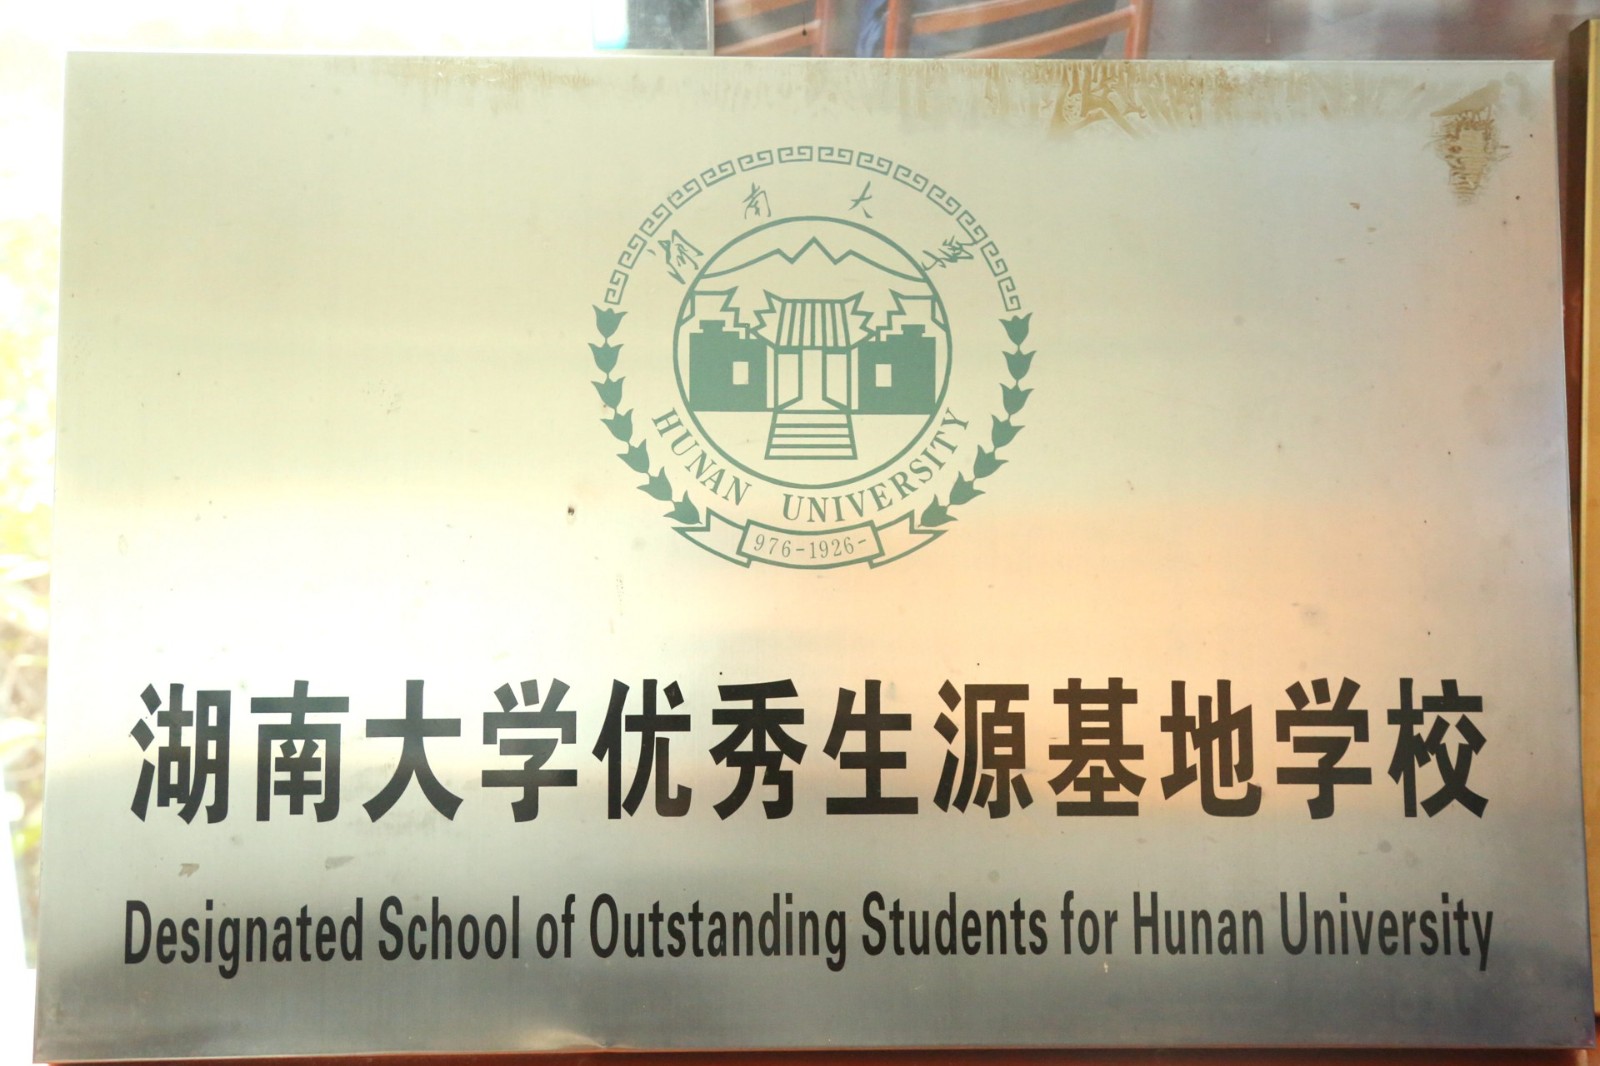 湖南大学
HUNAN UNIVERSITY
976-1926-
湖南大学优秀生源基地学校
Designated School of Outstanding Students for Hunan University